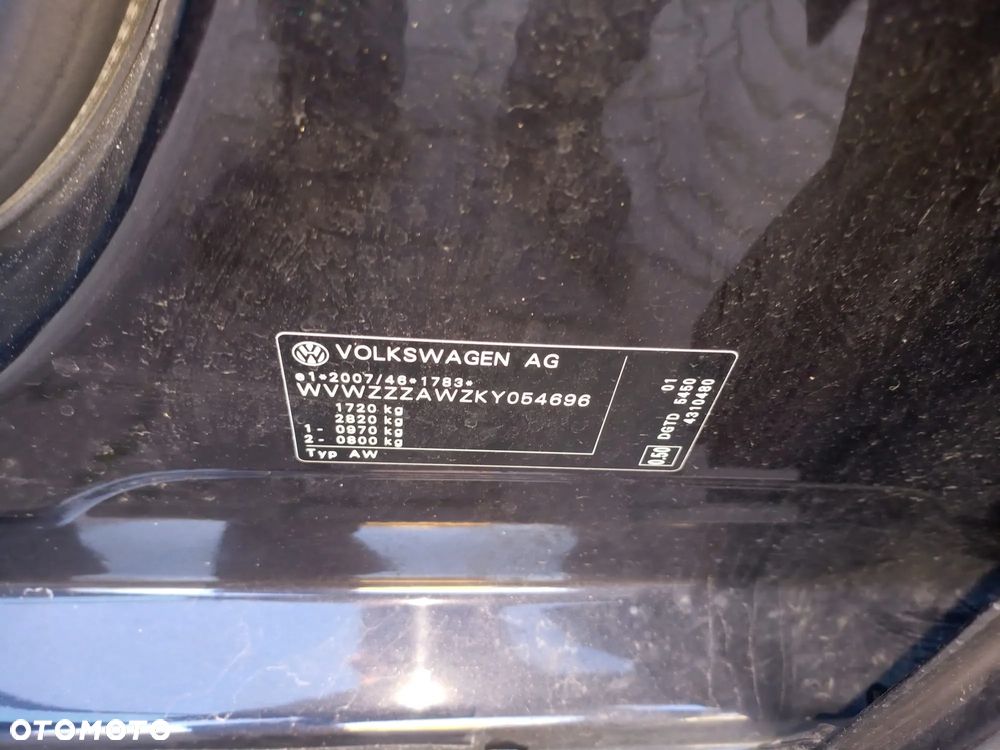 VOLKSWAGEN AG
e1*2007/46*1783*
WVWZZZAWZKY054696
1720 kg
2820 kg
1- 0970 kg
2- 0800 kg
Typ AW
01
DGTD 5450
4310480
0.50
OTOMOTO